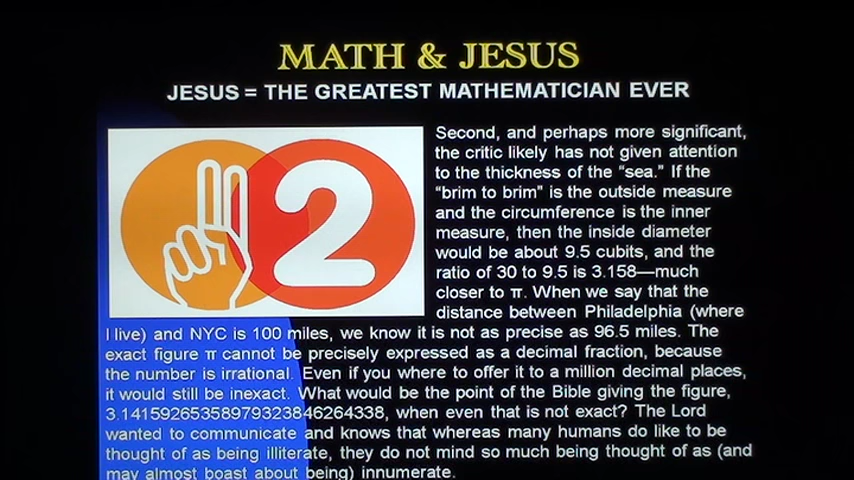 MATH & JESUS
JESUS = THE GREATEST MATHEMATICIAN EVER
2
Second, and perhaps more significant,
the critic likely has not given attention
to the thickness of the “sea.” If the
“brim to brim” is the outside measure
and the circumference is the inner
measure, then the inside diameter
would be about 9.5 cubits, and the
ratio of 30 to 9.5 is 3.158—much
closer to π. When we say that the
distance between Philadelphia (where
I live) and NYC is 100 miles, we know it is not as precise as 96.5 miles. The
exact figure π cannot be precisely expressed as a decimal fraction, because
the number is irrational. Even if you where to offer it to a million decimal places,
it would still be inexact. What would be the point of the Bible giving the figure,
3.14159265358979323846264338, when even that is not exact? The Lord
wanted to communicate and knows that whereas many humans do like to be
thought of as being illiterate, they do not mind so much being thought of as (and
may almost boast about being) innumerate.